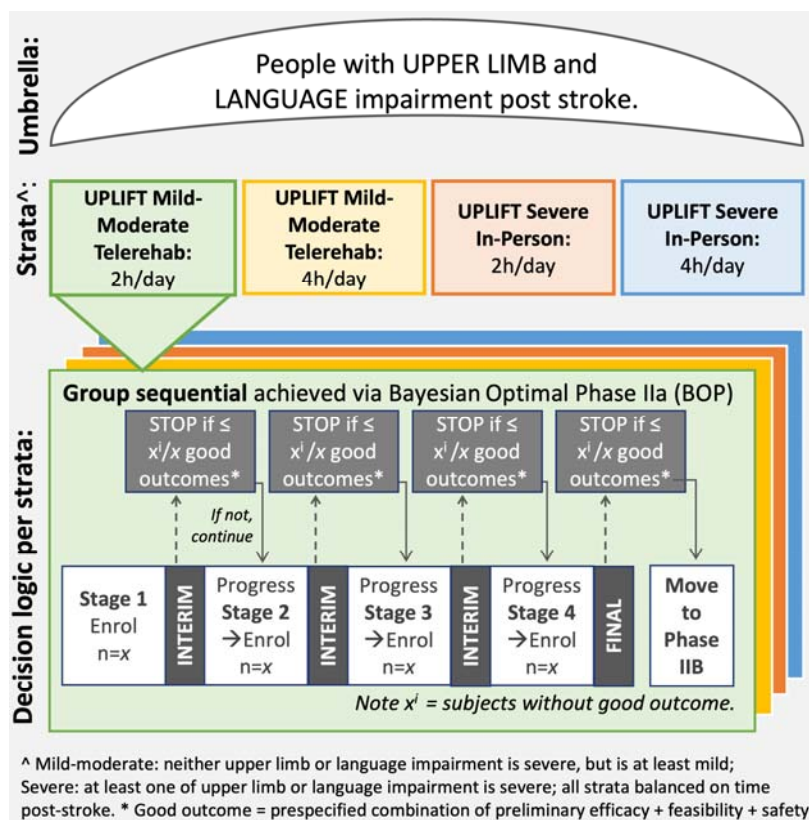 Umbrella:
People with UPPER LIMB and
LANGUAGE impairment post stroke.
Strata^:
UPLIFT Mild-
Moderate
Telerehab:
2h/day
UPLIFT Mild-
Moderate
Telerehab:
4h/day
UPLIFT Severe
In-Person:
2h/day
UPLIFT Severe
In-Person:
4h/day
Decision logic per strata:
Group sequential achieved via Bayesian Optimal Phase IIa (BOP)
STOP if ≤
xⁱ/x good
outcomes*
STOP if ≤
xⁱ/x good
outcomes*
STOP if ≤
xⁱ/x good
outcomes*
STOP if ≤
xⁱ/x good
outcomes*
If not,
continue
Stage 1
Enrol
n=x
INTERIM
Progress
Stage 2
→Enrol
n=x
INTERIM
Progress
Stage 3
→Enrol
n=x
INTERIM
Progress
Stage 4
→Enrol
n=x
FINAL
Move
to
Phase
IIB
Note xⁱ = subjects without good outcome.
^ Mild-moderate: neither upper limb or language impairment is severe, but is at least mild;
Severe: at least one of upper limb or language impairment is severe; all strata balanced on time
post-stroke. * Good outcome = prespecified combination of preliminary efficacy + feasibility + safety